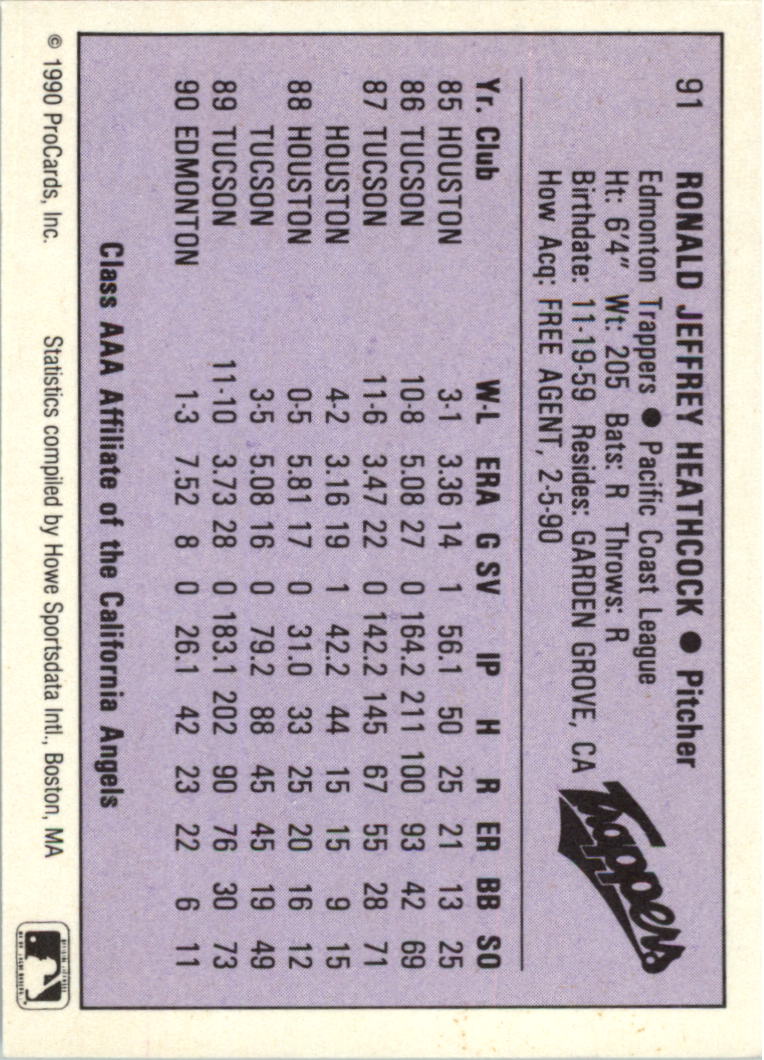 91 RONALD JEFFREY HEATHCOCK ● Pitcher
Edmonton Trappers ● Pacific Coast League
Ht: 6'4" Wt: 205 Bats: R Throws: R
Birthdate: 11-19-59 Resides: GARDEN GROVE, CA
How Acq: FREE AGENT, 2-5-90
Trappers
Yr. Club W-L ERA G SV IP H R ER BB SO
85 HOUSTON 3-1 3.36 14 1 56.1 50 25 21 13 25
86 TUCSON 10-8 5.08 27 0 164.2 211 100 93 42 69
87 TUCSON 11-6 3.47 22 0 142.2 145 67 55 28 71
HOUSTON 4-2 3.16 19 1 42.2 44 15 15 9 15
88 HOUSTON 0-5 5.81 17 0 31.0 33 25 20 16 12
TUCSON 3-5 5.08 16 0 79.2 88 45 45 19 49
89 TUCSON 11-10 3.73 28 0 183.1 202 90 76 30 73
90 EDMONTON 1-3 7.52 8 0 26.1 42 23 22 6 11
Class AAA Affiliate of the California Angels
© 1990 ProCards, Inc. Statistics compiled by Howe Sportsdata Intl., Boston, MA